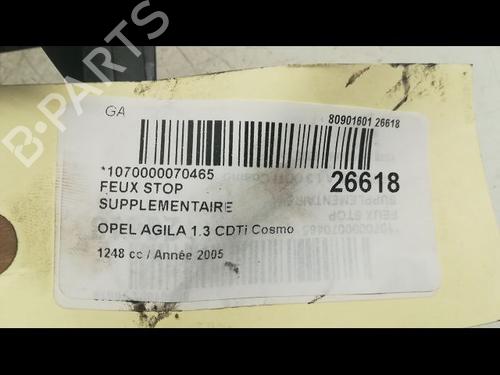 B-PARTS
GA
80901601 26618
*1070000070465
26618
FEUX STOP
SUPPLEMENTAIRE
OPEL AGILA 1.3 CDTi Cosmo
1248 cc / Année 2005